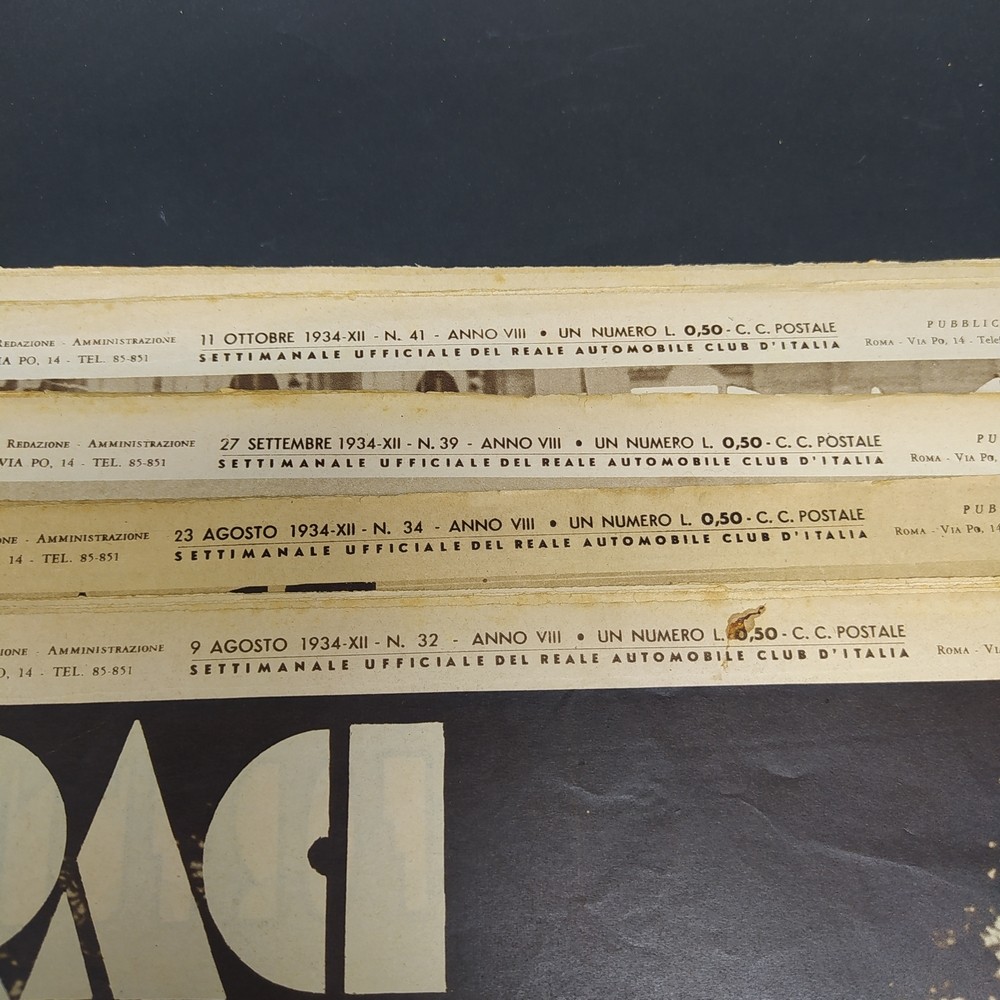 REDAZIONE - AMMINISTRAZIONE
VIA PO, 14 - TEL. 85-851
11 OTTOBRE 1934-XII - N. 41 - ANNO VIII • UN NUMERO L. 0,50 - C. C. POSTALE
SETTIMANALE UFFICIALE DEL REALE AUTOMOBILE CLUB D'ITALIA
ROMA - VIA PO, 14 -
REDAZIONE - AMMINISTRAZIONE
VIA PO, 14 - TEL. 85-851
27 SETTEMBRE 1934-XII - N. 39 - ANNO VIII • UN NUMERO L. 0,50 - C. C. POSTALE
SETTIMANALE UFFICIALE DEL REALE AUTOMOBILE CLUB D'ITALIA
ROMA - VIA PO,
- AMMINISTRAZIONE
14 - TEL. 85-851
23 AGOSTO 1934-XII - N. 34 - ANNO VIII • UN NUMERO L. 0,50 - C. C. POSTALE
SETTIMANALE UFFICIALE DEL REALE AUTOMOBILE CLUB D'ITALIA
ROMA - VIA PO, 14
- AMMINISTRAZIONE
14 - TEL. 85-851
9 AGOSTO 1934-XII - N. 32 - ANNO VIII • UN NUMERO L. 0,50 - C. C. POSTALE
SETTIMANALE UFFICIALE DEL REALE AUTOMOBILE CLUB D'ITALIA
ROMA -
RACI